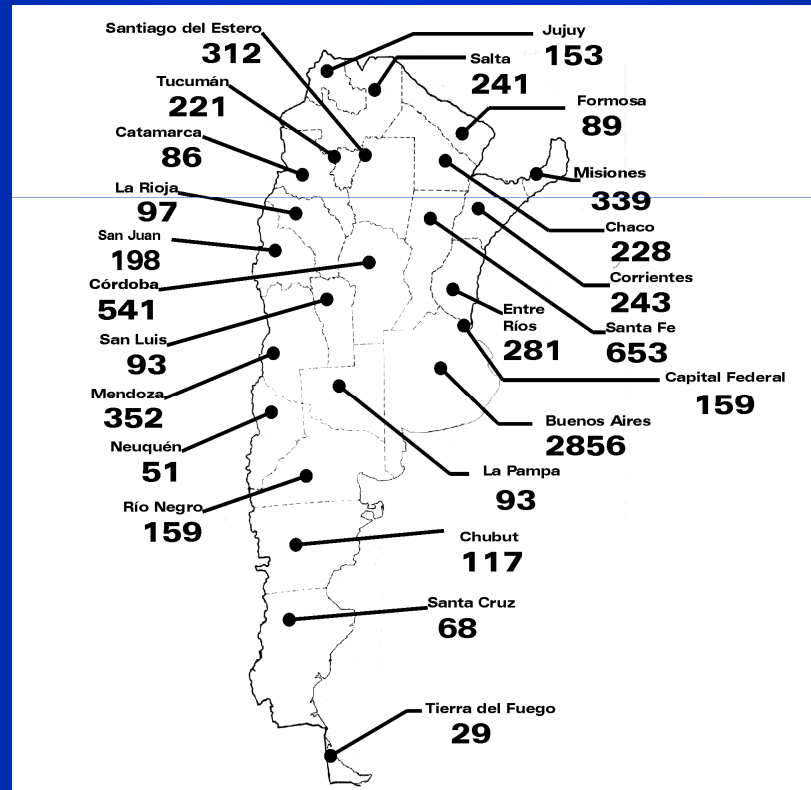 Santiago del Estero
312
Tucumán
221
Catamarca
86
La Rioja
97
San Juan
198
Córdoba
541
San Luis
93
Mendoza
352
Neuquén
51
Río Negro
159
Jujuy
153
Salta
241
Formosa
89
Misiones
339
Chaco
228
Corrientes
243
Entre
Ríos
281
Santa Fe
653
Capital Federal
159
Buenos Aires
2856
La Pampa
93
Chubut
117
Santa Cruz
68
Tierra del Fuego
29